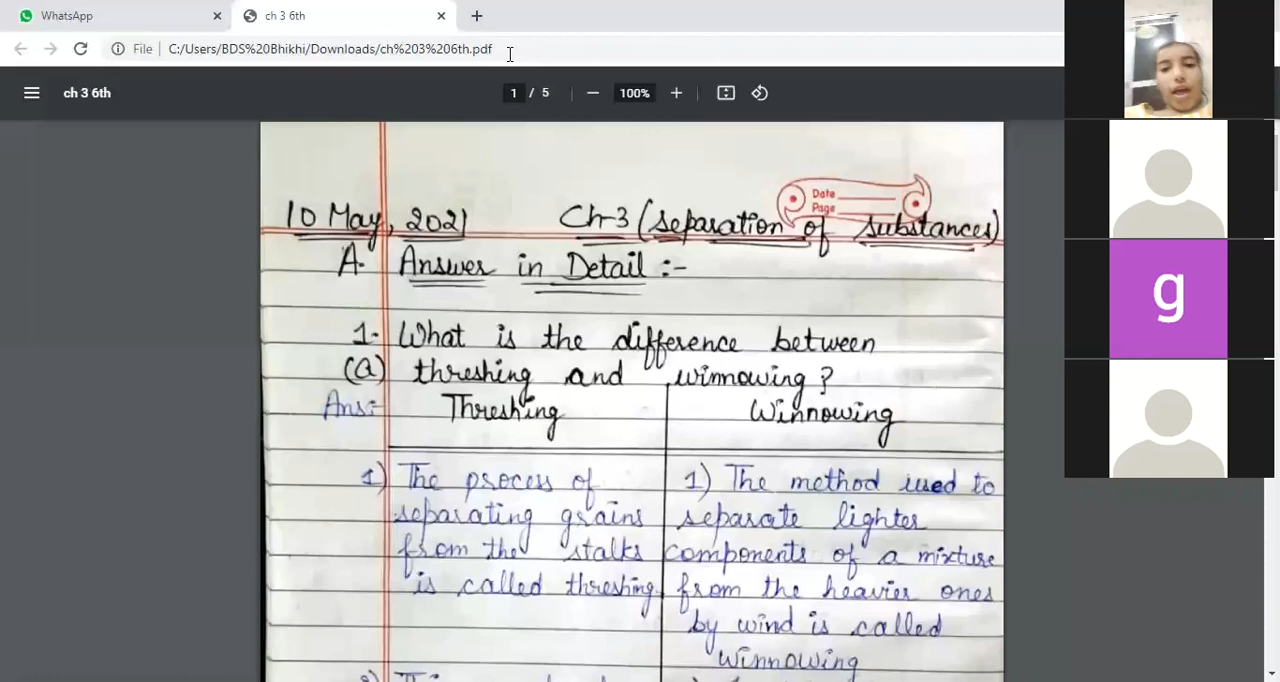 WhatsApp
ch 3 6th
File
C:/Users/BDS%20Bhikhi/Downloads/ch%203%206th.pdf
ch 3 6th
1 / 5
100%
g
Date
Page
10 May, 2021 Ch-3 (separation of substances)
A. Answer in Detail :-
1. What is the difference between
(a) threshing and winnowing?
Ans:- Threshing Winnowing
1) The process of
separating grains
from the stalks
is called threshing
1) The method used to
separate lighter
components of a mixture
from the heavier ones
by wind is called
winnowing